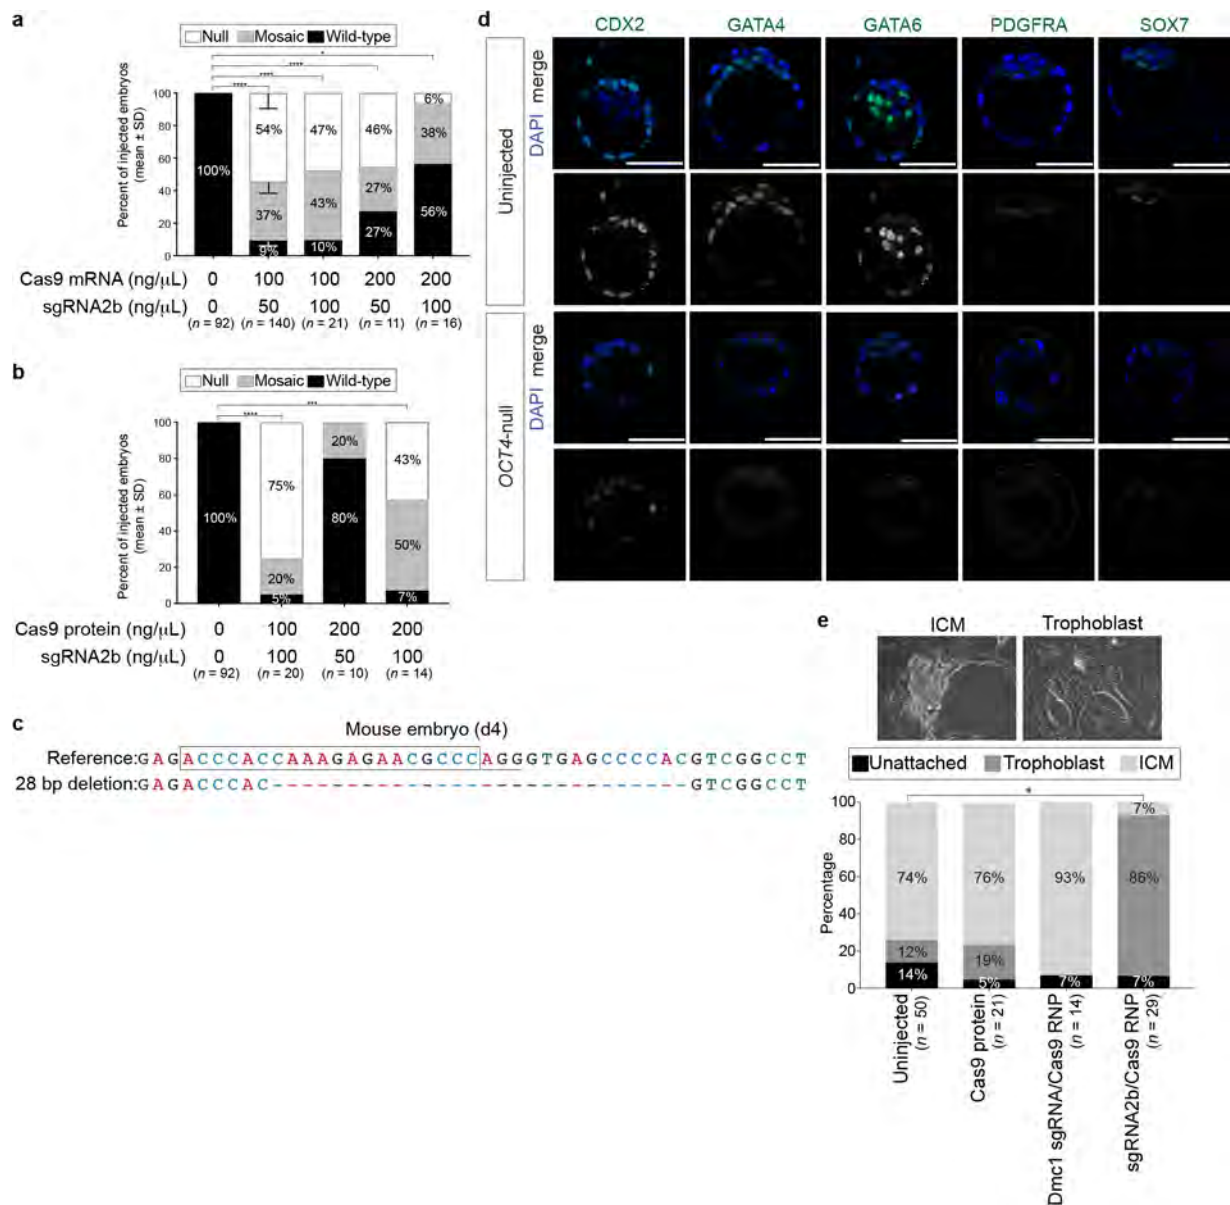 a
Null Mosaic Wild-type
*
****
****
****
Percent of injected embryos
(mean ± SD)
100
80
60
40
20
0
100%
54%
37%
9%
47%
43%
10%
46%
27%
27%
6%
38%
56%
Cas9 mRNA (ng/μL) 0 100 100 200 200
sgRNA2b (ng/μL) 0 50 100 50 100
(n = 92) (n = 140) (n = 21) (n = 11) (n = 16)
b
Null Mosaic Wild-type
***
****
Percent of injected embryos
(mean ± SD)
100
80
60
40
20
0
100%
75%
20%
5%
20%
80%
43%
50%
7%
Cas9 protein (ng/μL) 0 100 200 200
sgRNA2b (ng/μL) 0 100 50 100
(n = 92) (n = 20) (n = 10) (n = 14)
c
Mouse embryo (d4)
Reference:GAGACCCACCAAAGAGAACGCCCAGGGTGAGCCCCACGTCGGCCT
28 bp deletion:GAGACCCAC----------------------------GTCGGCCT
d
CDX2 GATA4 GATA6 PDGFRA SOX7
Uninjected
DAPI merge
OCT4-null
DAPI merge
e
ICM Trophoblast
Unattached Trophoblast ICM
*
Percentage
100
80
60
40
20
0
74%
12%
14%
76%
19%
5%
93%
7%
7%
86%
7%
Uninjected
(n = 50)
Cas9 protein
(n = 21)
Dmc1 sgRNA/Cas9 RNP
(n = 14)
sgRNA2b/Cas9 RNP
(n = 29)